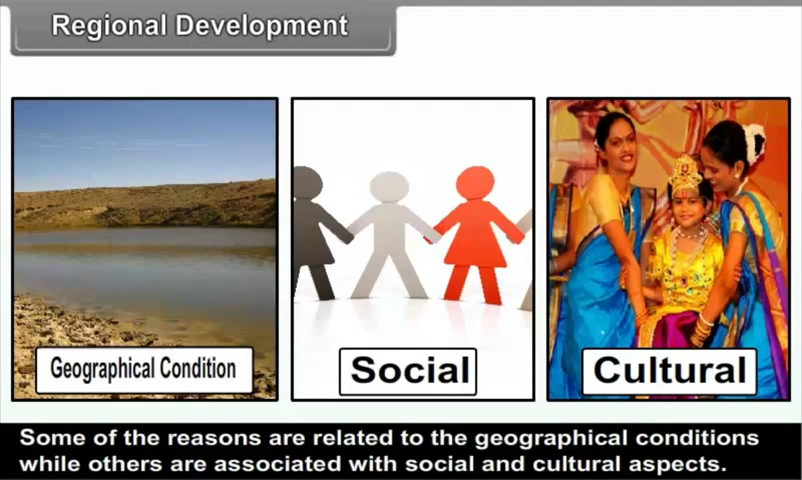 Regional Development
Geographical Condition
Social
Cultural
Some of the reasons are related to the geographical conditions
while others are associated with social and cultural aspects.